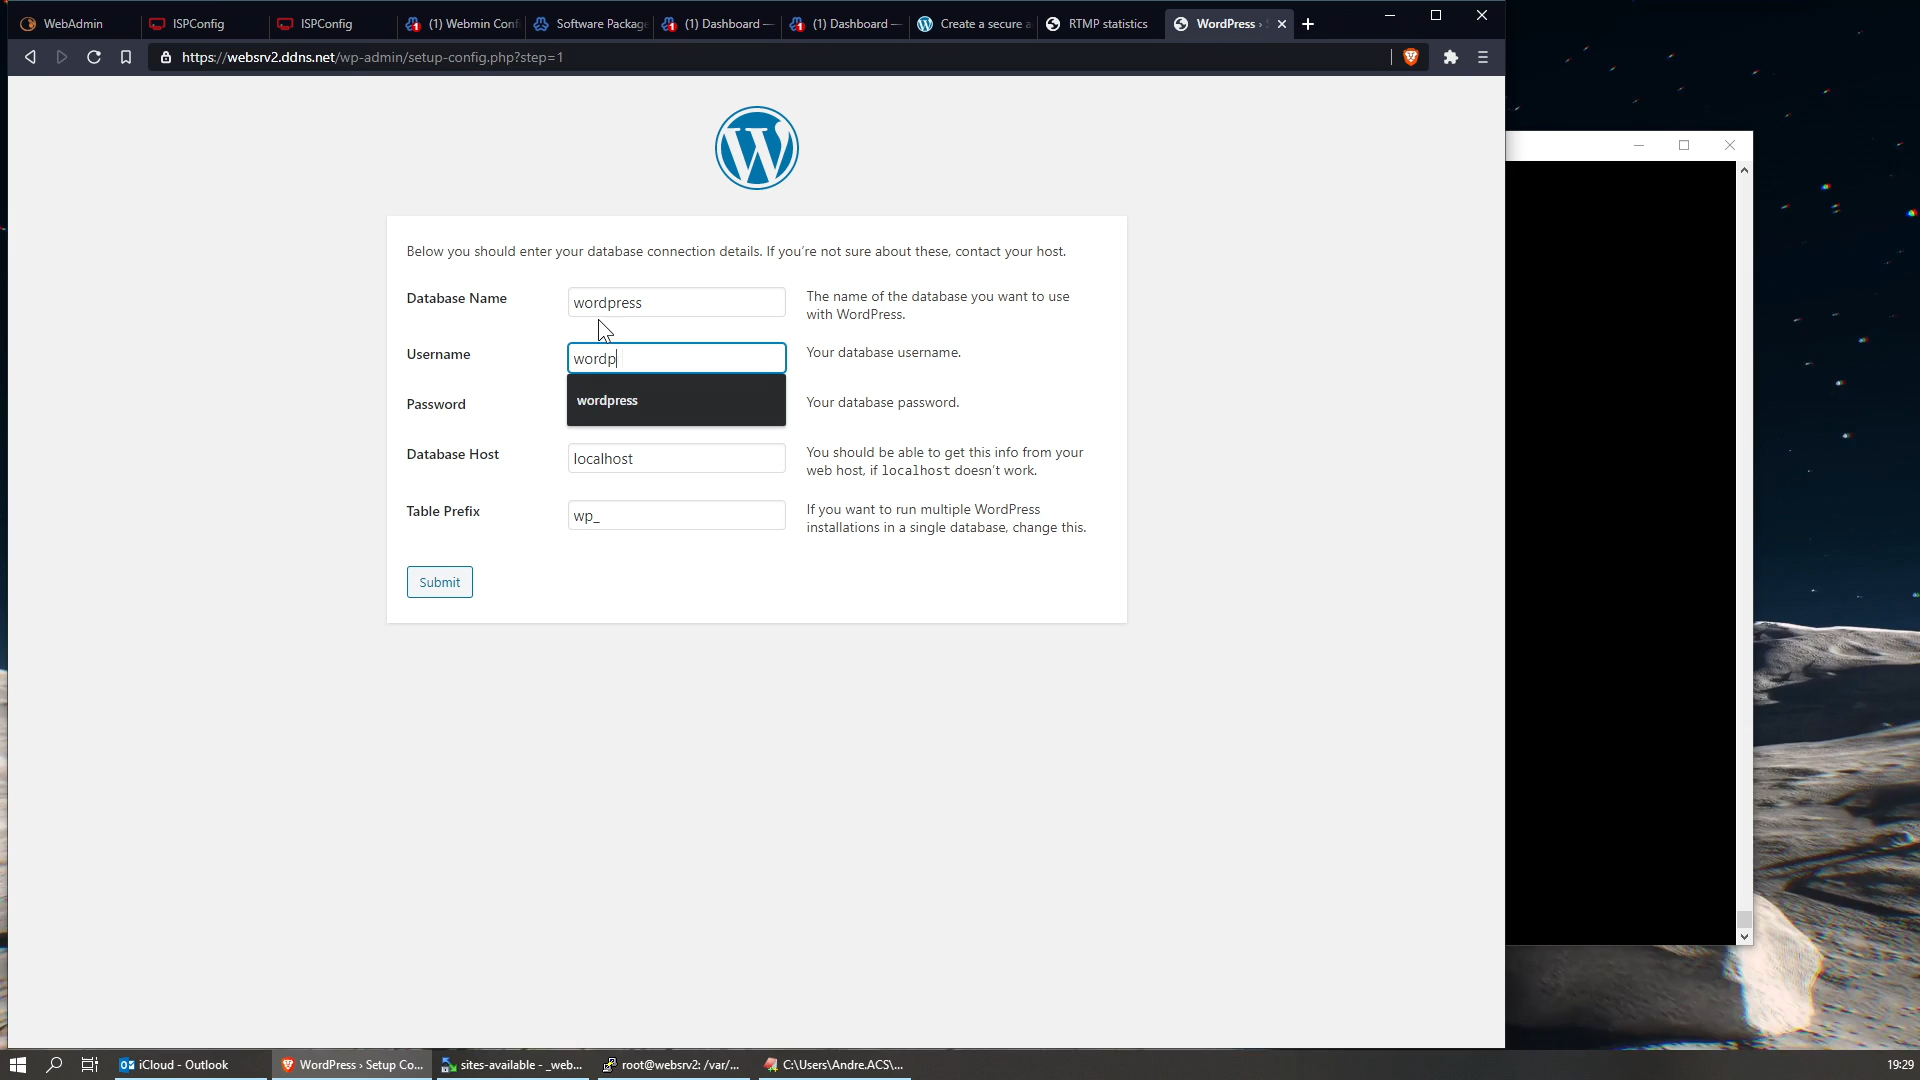 WebAdmin
ISPConfig
ISPConfig
(1) Webmin Conf
Software Package
(1) Dashboard —
(1) Dashboard —
Create a secure a
RTMP statistics
WordPress ›
https://websrv2.ddns.net/wp-admin/setup-config.php?step=1
Below you should enter your database connection details. If you’re not sure about these, contact your host.
Database Name
wordpress
The name of the database you want to use
with WordPress.
Username
wordp
Your database username.
wordpress
Password
Your database password.
Database Host
localhost
You should be able to get this info from your
web host, if localhost doesn’t work.
Table Prefix
wp_
If you want to run multiple WordPress
installations in a single database, change this.
Submit
iCloud - Outlook
WordPress › Setup Co...
sites-available - _web...
root@websrv2: /var/...
C:\Users\Andre.ACS\...
19:29